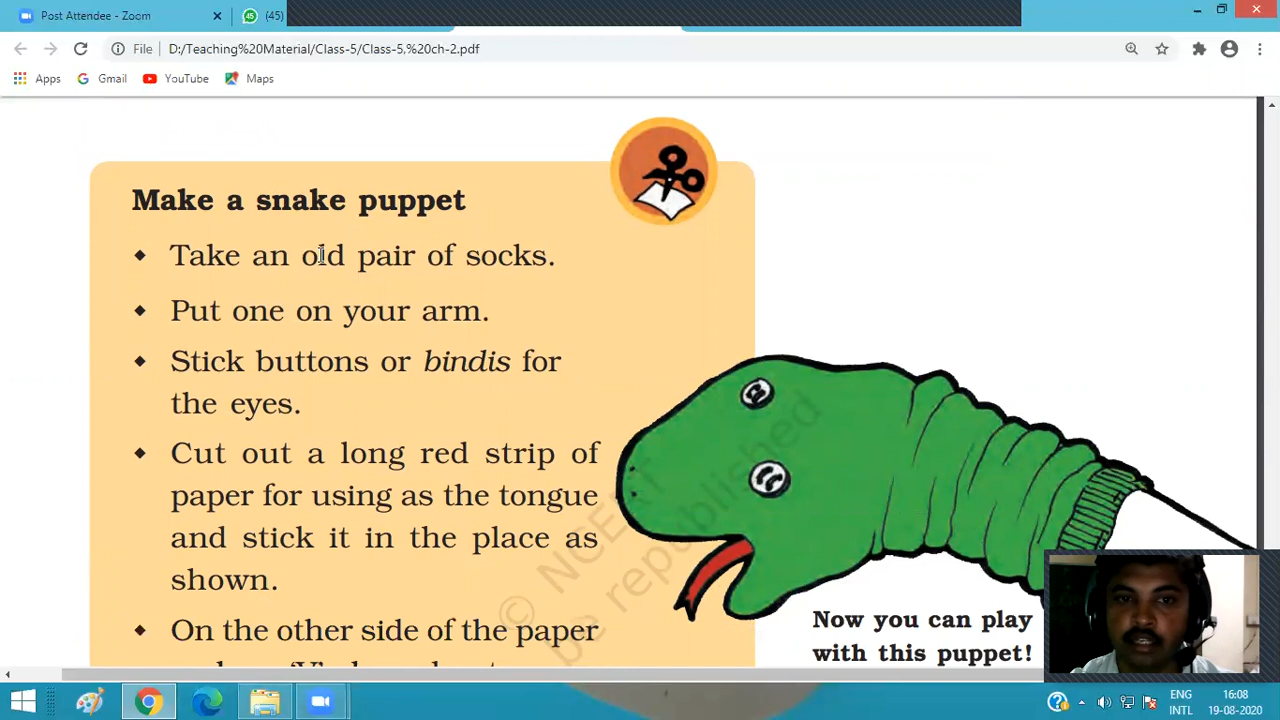 Post Attendee - Zoom
(45) (45)
File D:/Teaching%20Material/Class-5/Class-5,%20ch-2.pdf
Apps Gmail YouTube Maps
Make a snake puppet
Take an old pair of socks.
Put one on your arm.
Stick buttons or bindis for
the eyes.
Cut out a long red strip of
paper for using as the tongue
and stick it in the place as
shown.
On the other side of the paper
© NCERT
be republished
Now you can play
with this puppet!
ENG 16:08
INTL 19-08-2020